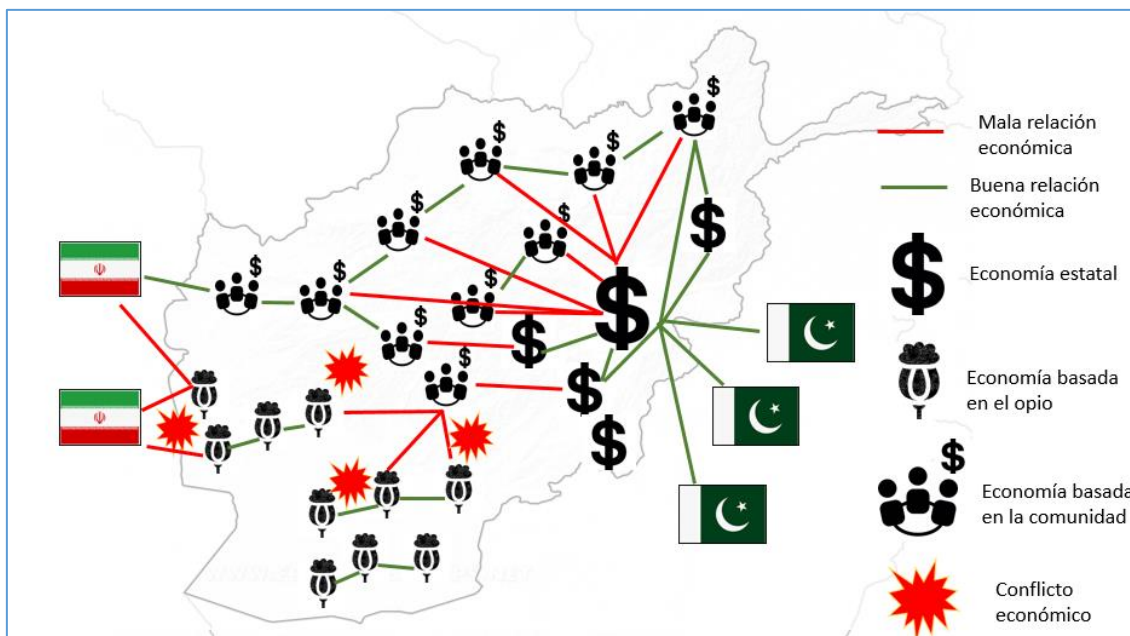 Mala relación
económica
Buena relación
económica
Economía estatal
Economía basada
en el opio
Economía basada
en la comunidad
Conflicto
económico